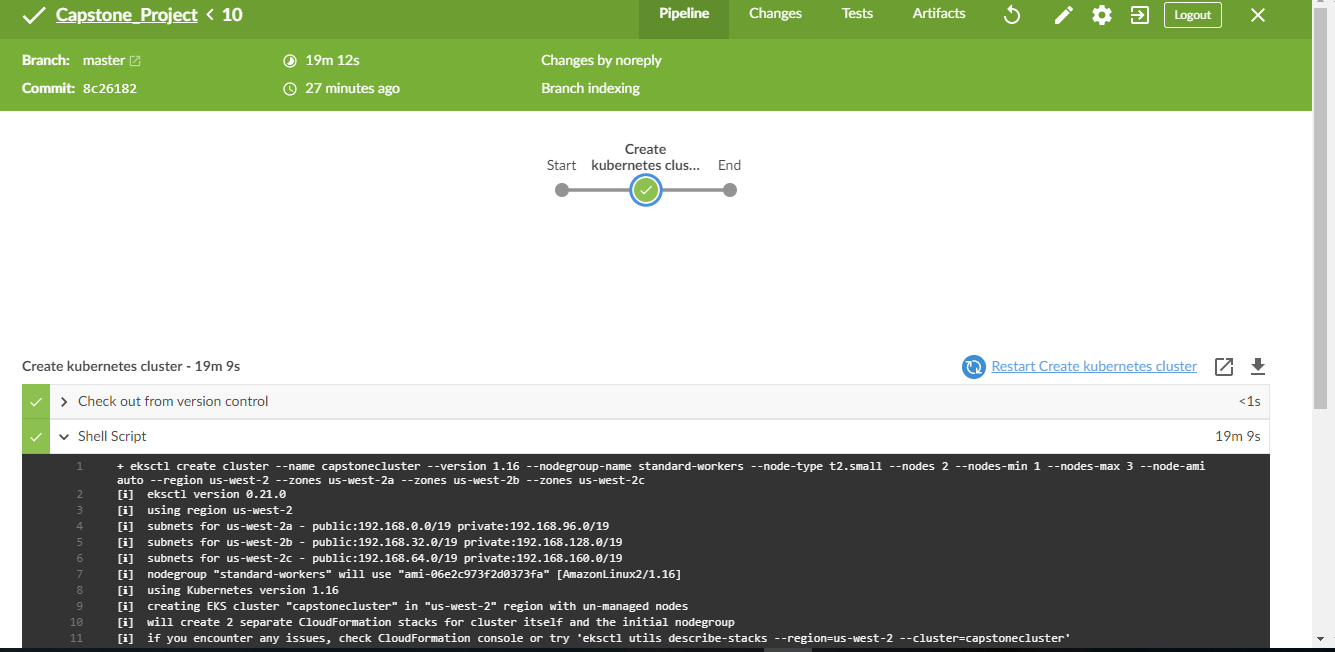 Capstone_Project < 10 Pipeline Changes Tests Artifacts Logout
Branch: master 19m 12s Changes by noreply
Commit: 8c26182 27 minutes ago Branch indexing
Create
Start kubernetes clus... End
Create kubernetes cluster - 19m 9s Restart Create kubernetes cluster
Check out from version control <1s
Shell Script 19m 9s
1 + eksctl create cluster --name capstonecluster --version 1.16 --nodegroup-name standard-workers --node-type t2.small --nodes 2 --nodes-min 1 --nodes-max 3 --node-ami
auto --region us-west-2 --zones us-west-2a --zones us-west-2b --zones us-west-2c
2 [ℹ] eksctl version 0.21.0
3 [ℹ] using region us-west-2
4 [ℹ] subnets for us-west-2a - public:192.168.0.0/19 private:192.168.96.0/19
5 [ℹ] subnets for us-west-2b - public:192.168.32.0/19 private:192.168.128.0/19
6 [ℹ] subnets for us-west-2c - public:192.168.64.0/19 private:192.168.160.0/19
7 [ℹ] nodegroup "standard-workers" will use "ami-06e2c973f2d0373fa" [AmazonLinux2/1.16]
8 [ℹ] using Kubernetes version 1.16
9 [ℹ] creating EKS cluster "capstonecluster" in "us-west-2" region with un-managed nodes
10 [ℹ] will create 2 separate CloudFormation stacks for cluster itself and the initial nodegroup
11 [ℹ] if you encounter any issues, check CloudFormation console or try 'eksctl utils describe-stacks --region=us-west-2 --cluster=capstonecluster'